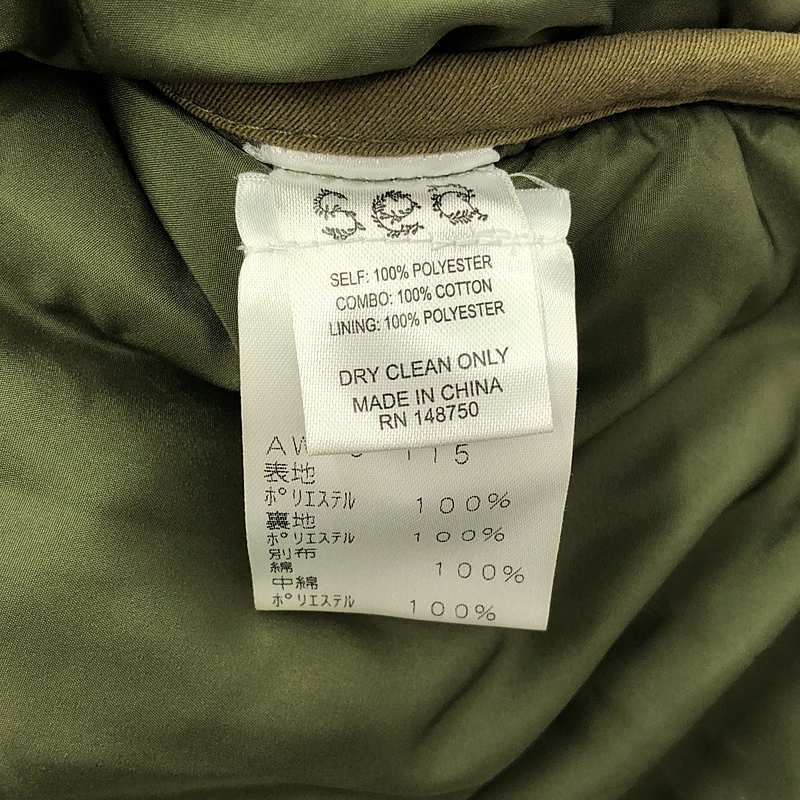 sea
SELF: 100% POLYESTER
COMBO: 100% COTTON
LINING: 100% POLYESTER
DRY CLEAN ONLY
MADE IN CHINA
RN 148750
表地
ポリエステル 100%
裏地
ポリエステル 100%
別布
綿 100%
中綿
ポリエステル 100%